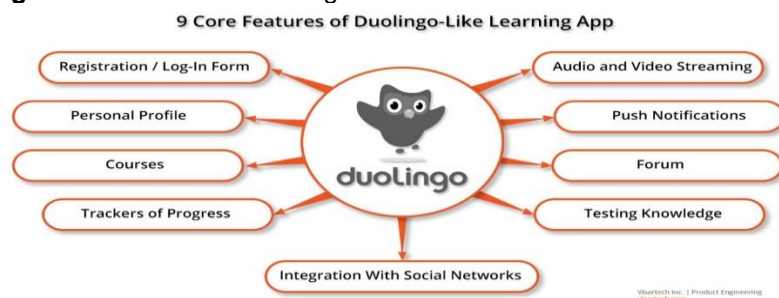 9 Core Features of Duolingo-Like Learning App
Registration / Log-In Form
Personal Profile
Courses
Trackers of Progress
duolingo
Audio and Video Streaming
Push Notifications
Forum
Testing Knowledge
Integration With Social Networks
Visartech Inc. | Product Engineering